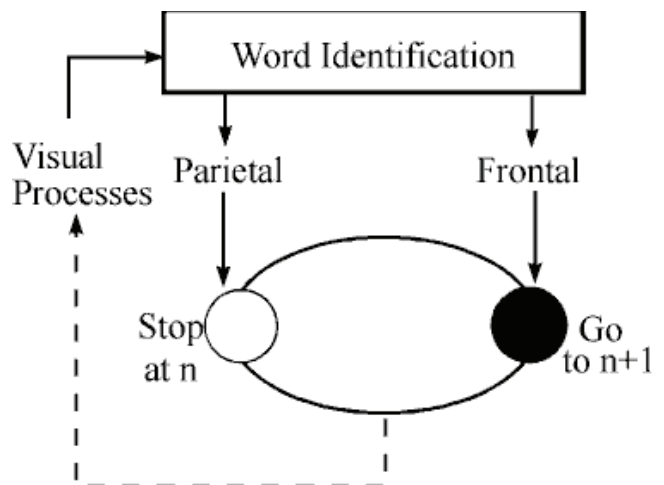 Word Identification
Visual
Processes
Parietal
Frontal
Stop
at n
Go
to n+1